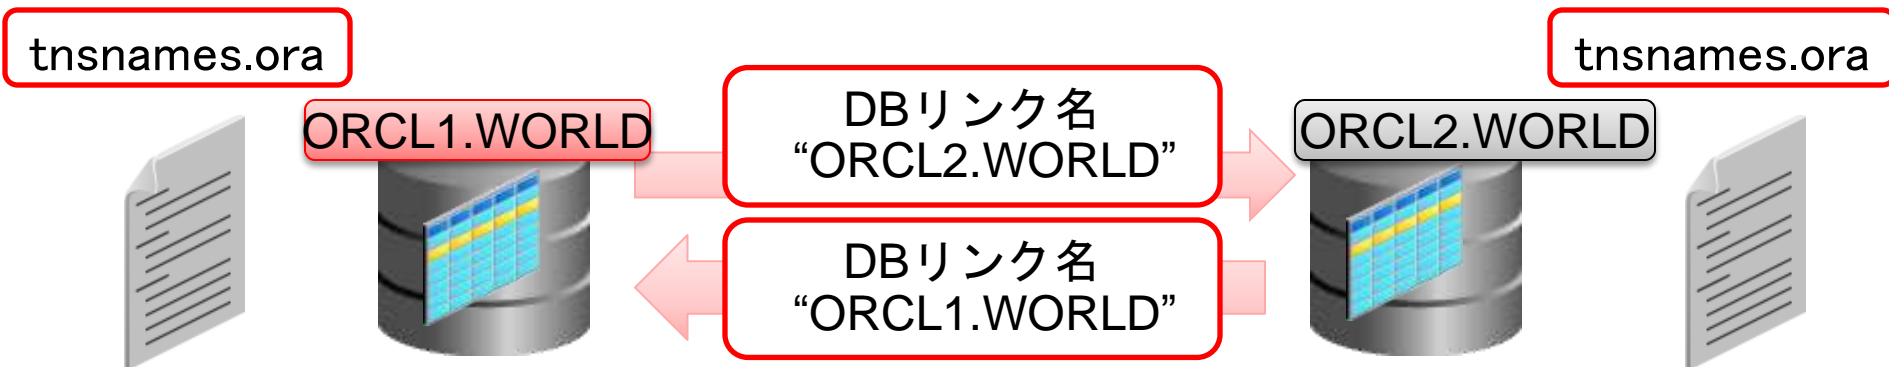 tnsnames.ora
tnsnames.ora
ORCL1.WORLD
DBリンク名
“ORCL2.WORLD”
ORCL2.WORLD
DBリンク名
“ORCL1.WORLD”